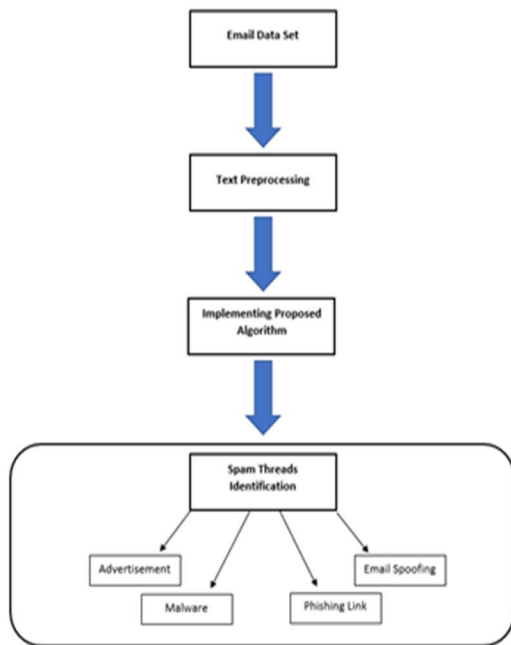 Email Data Set
Text Preprocessing
Implementing Proposed
Algorithm
Spam Threads
Identification
Advertisement
Email Spoofing
Malware
Phishing Link